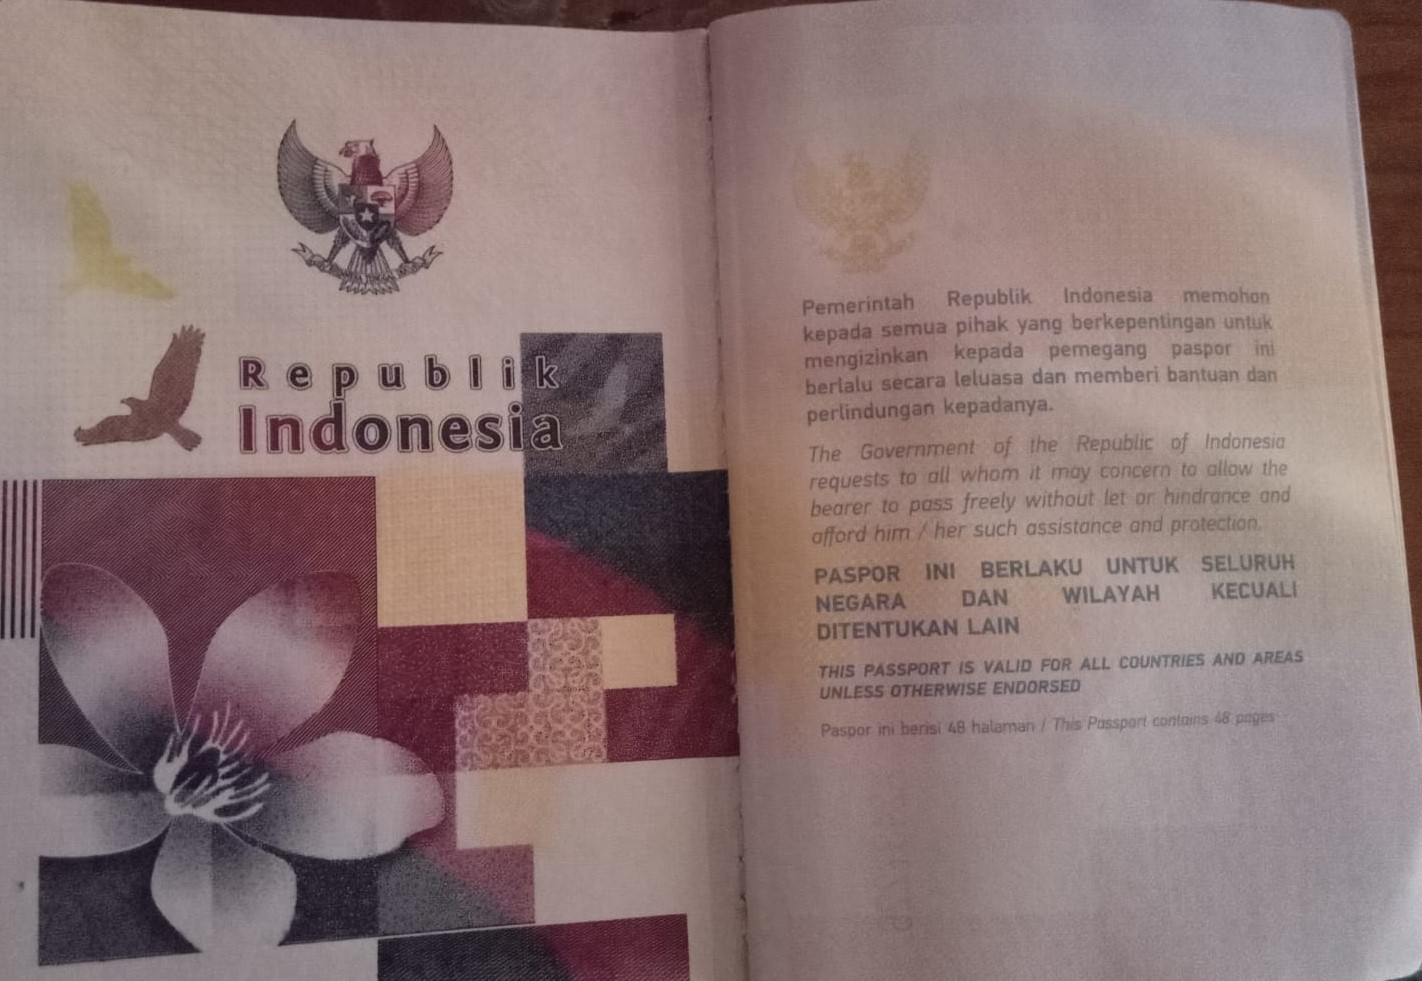 Republik
Indonesia
Pemerintah Republik Indonesia memohon
kepada semua pihak yang berkepentingan untuk
mengizinkan kepada pemegang paspor ini
berlalu secara leluasa dan memberi bantuan dan
perlindungan kepadanya.
The Government of the Republic of Indonesia
requests to all whom it may concern to allow the
bearer to pass freely without let or hindrance and
afford him / her such assistance and protection.
PASPOR INI BERLAKU UNTUK SELURUH
NEGARA DAN WILAYAH KECUALI
DITENTUKAN LAIN
THIS PASSPORT IS VALID FOR ALL COUNTRIES AND AREAS
UNLESS OTHERWISE ENDORSED
Paspor ini berisi 48 halaman / This Passport contains 48 pages